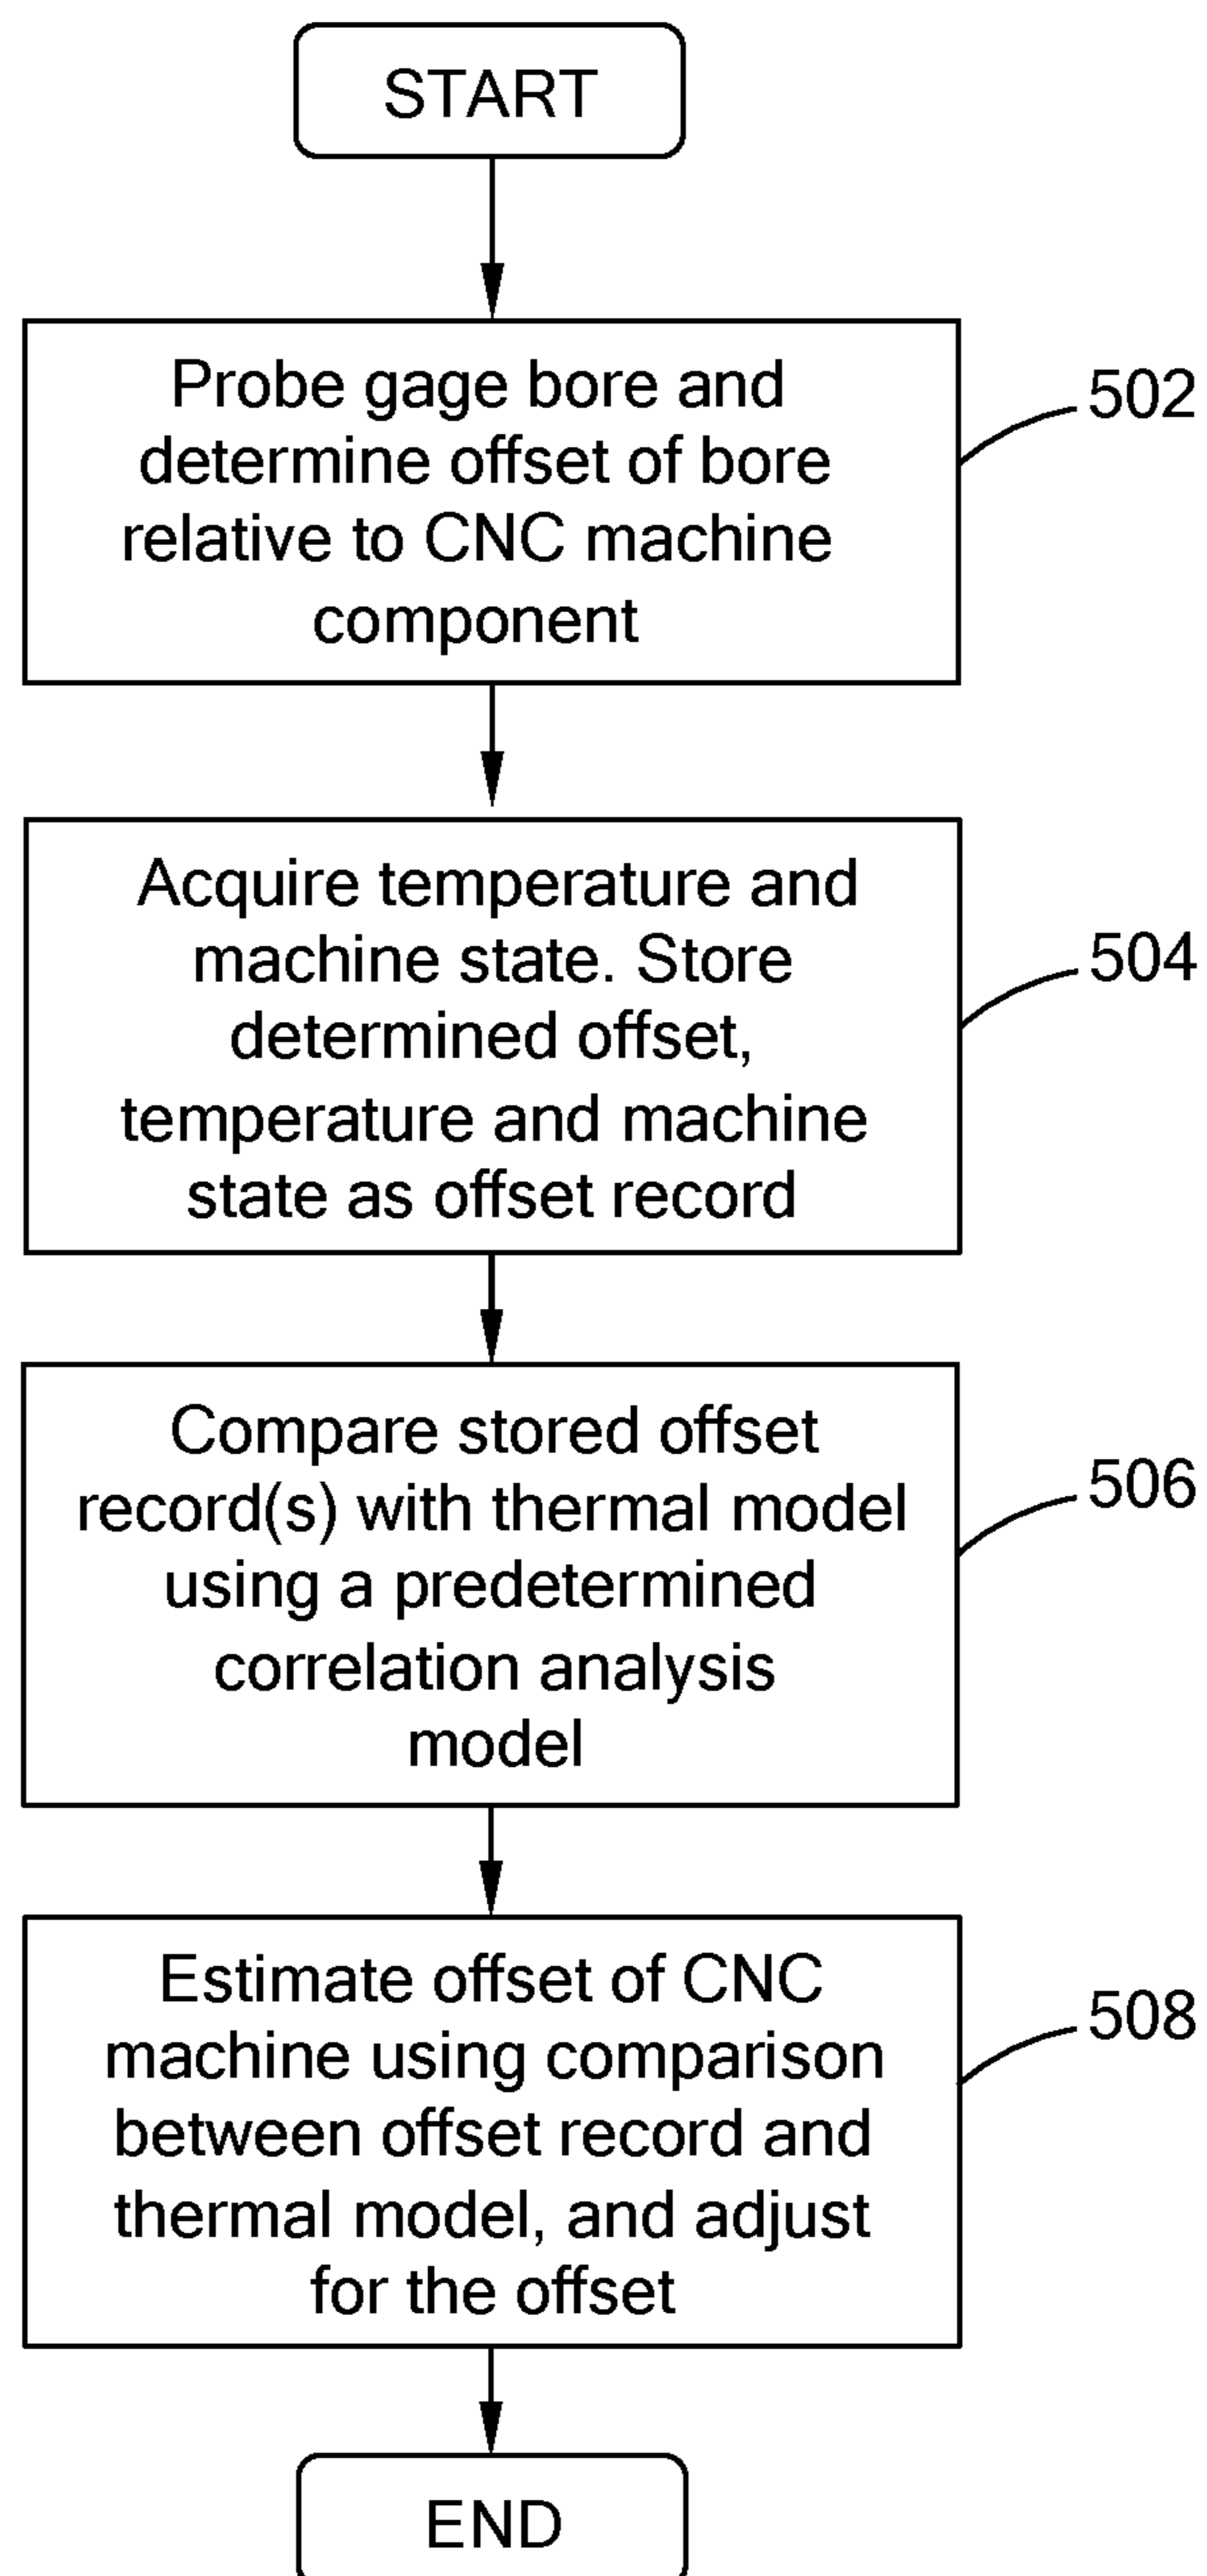 START
Probe gage bore and
determine offset of bore
relative to CNC machine
component
502
Acquire temperature and
machine state. Store
determined offset,
temperature and machine
state as offset record
504
Compare stored offset
record(s) with thermal model
using a predetermined
correlation analysis
model
506
Estimate offset of CNC
machine using comparison
between offset record and
thermal model, and adjust
for the offset
508
END